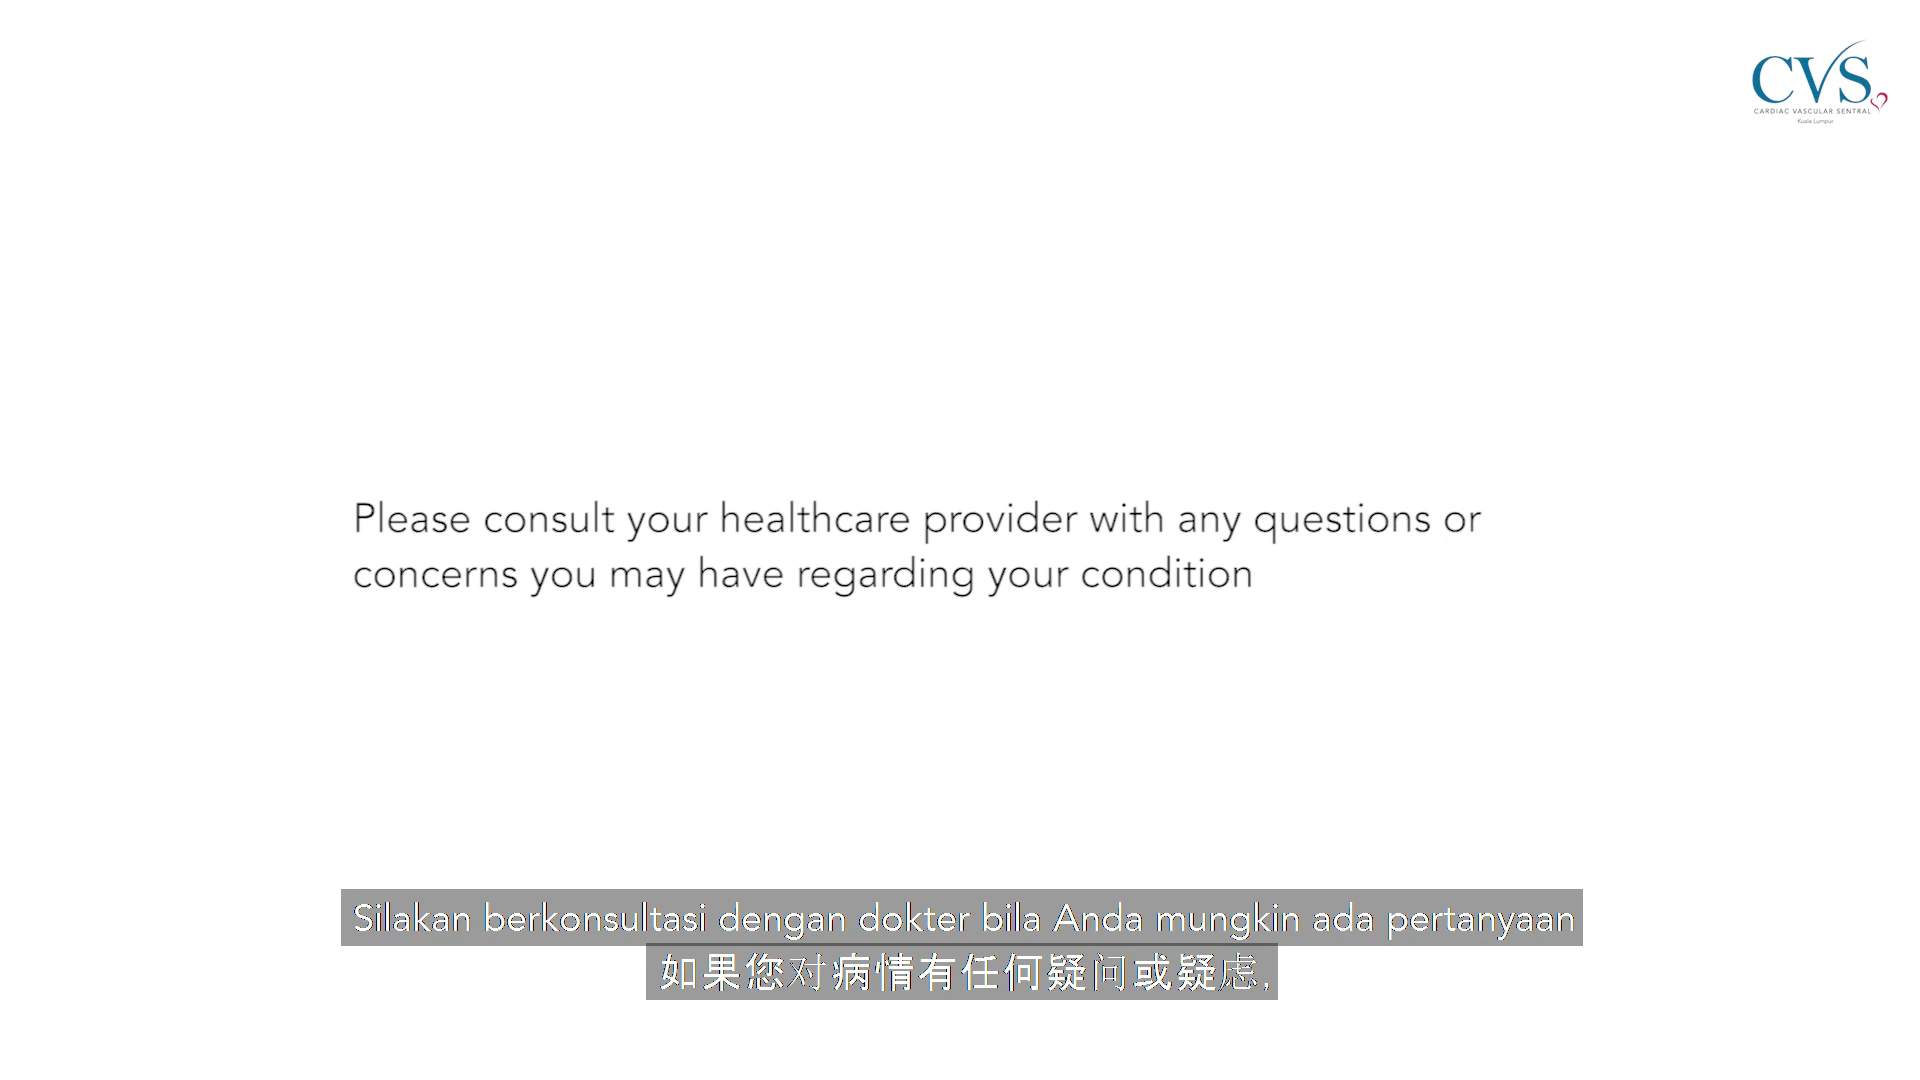 CVS
CARDIAC VASCULAR SENTRAL
Kuala Lumpur
Please consult your healthcare provider with any questions or
concerns you may have regarding your condition
Silakan berkonsultasi dengan dokter bila Anda mungkin ada pertanyaan
如果您对病情有任何疑问或疑虑,